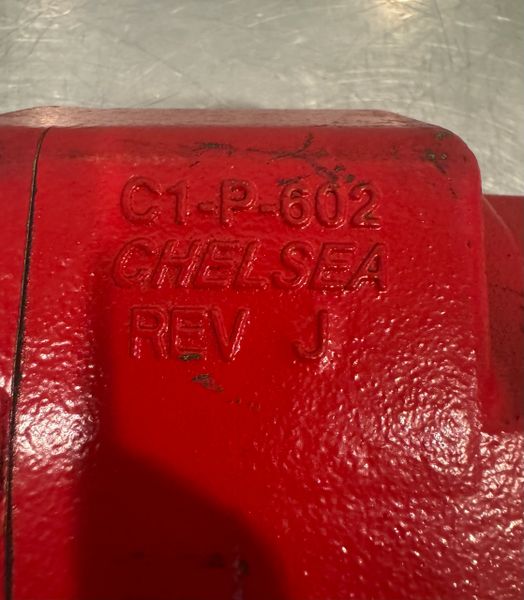 C1-P-602
CHELSEA
REV J